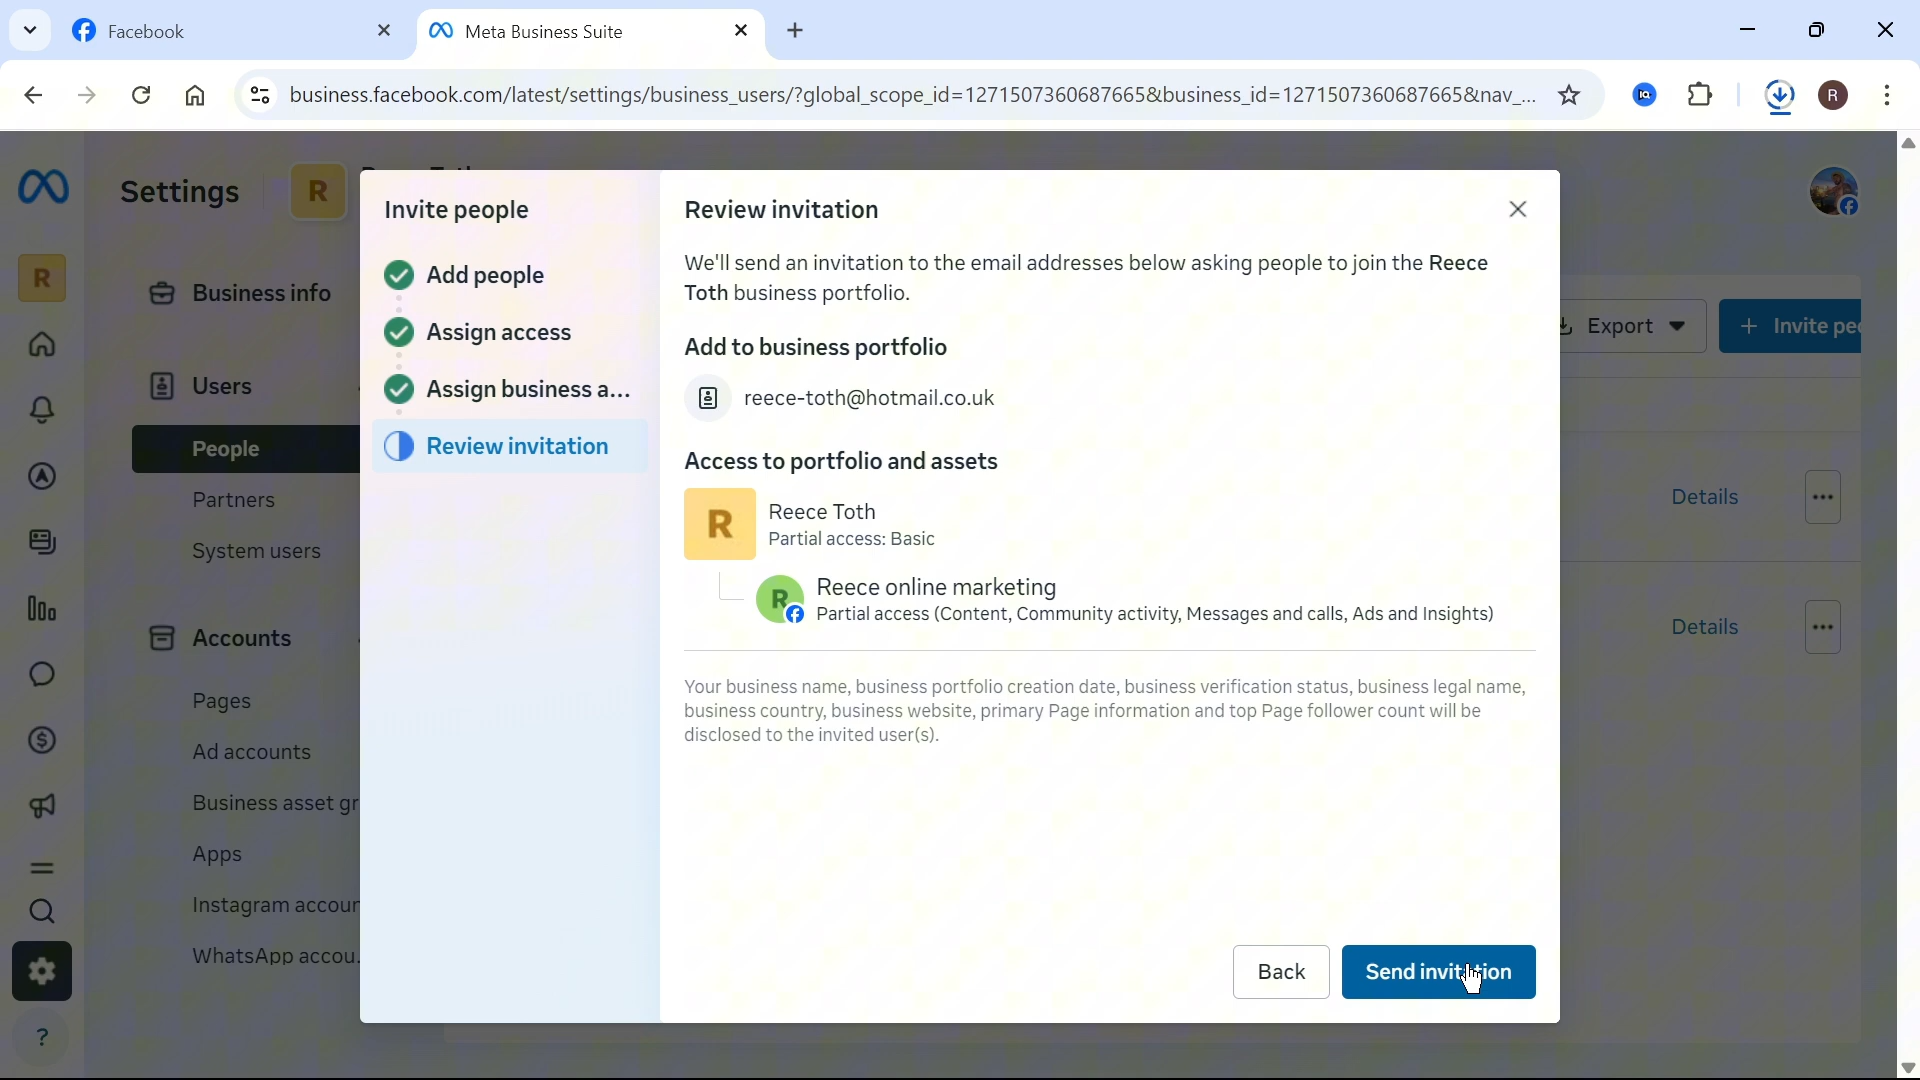 Facebook
Meta Business Suite
business.facebook.com/latest/settings/business_users/?global_scope_id=1271507360687665&business_id=1271507360687665&nav_...
R
Settings
R
R
Business info
Users
People
Partners
System users
Accounts
Pages
Ad accounts
Business asset gr
Apps
Instagram accoun
WhatsApp accou...
?
Export
+ Invite pe
Details
Details
Invite people
Add people
Assign access
Assign business a...
Review invitation
Review invitation
We'll send an invitation to the email addresses below asking people to join the Reece
Toth business portfolio.
Add to business portfolio
reece-toth@hotmail.co.uk
Access to portfolio and assets
R
Reece Toth
Partial access: Basic
R
Reece online marketing
Partial access (Content, Community activity, Messages and calls, Ads and Insights)
Your business name, business portfolio creation date, business verification status, business legal name,
business country, business website, primary Page information and top Page follower count will be
disclosed to the invited user(s).
Back
Send invitation